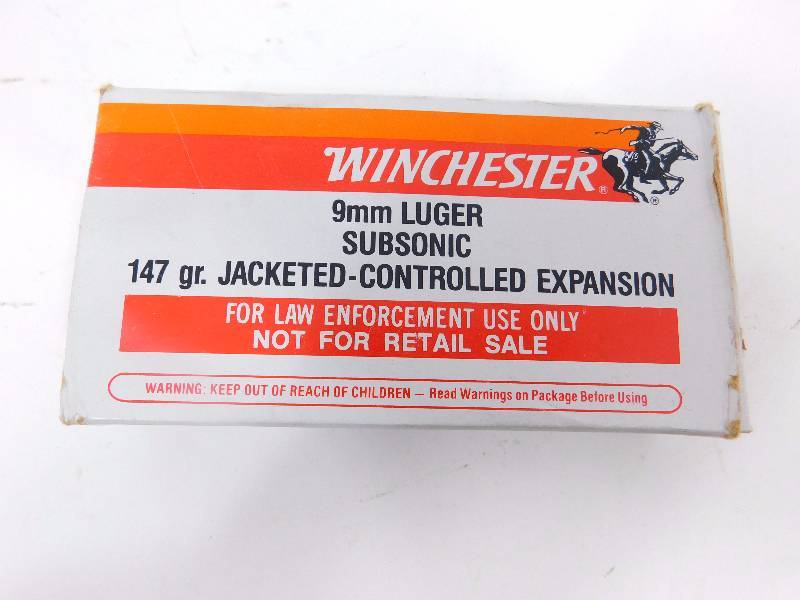 WINCHESTER®
®
9mm LUGER
SUBSONIC
147 gr. JACKETED-CONTROLLED EXPANSION
FOR LAW ENFORCEMENT USE ONLY
NOT FOR RETAIL SALE
WARNING: KEEP OUT OF REACH OF CHILDREN — Read Warnings on Package Before Using